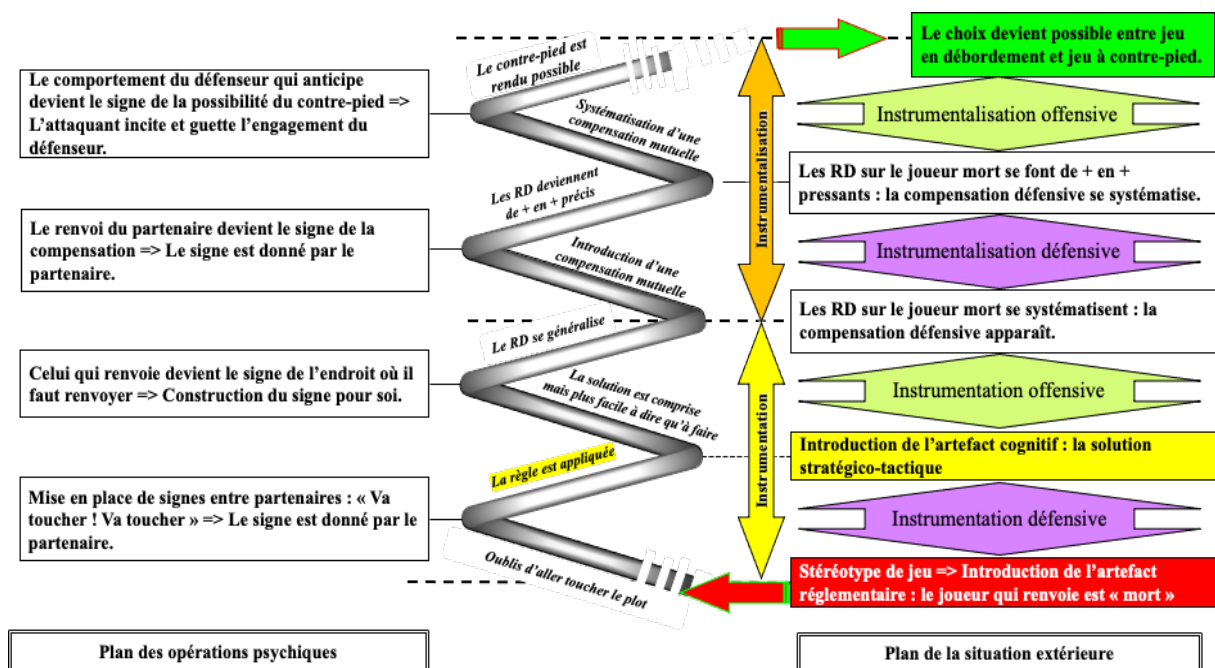 Le comportement du défenseur qui anticipe
devient le signe de la possibilité du contre-pied =>
L’attaquant incite et guette l’engagement du
défenseur.
Le renvoi du partenaire devient le signe de la
compensation => Le signe est donné par le
partenaire.
Celui qui renvoie devient le signe de l’endroit où il
faut renvoyer => Construction du signe pour soi.
Mise en place de signes entre partenaires : « Va
toucher ! Va toucher » => Le signe est donné par le
partenaire.
Plan des opérations psychiques
Le contre-pied est
rendu possible
Systématisation d’une
compensation mutuelle
Les RD deviennent
de + en + précis
Introduction d’une
compensation mutuelle
Le RD se généralise
La solution est comprise
mais plus facile à dire qu’à faire
La règle est appliquée
Oublis d’aller toucher le plot
Instrumentalisation
Instrumentation
Le choix devient possible entre jeu
en débordement et jeu à contre-pied.
Instrumentalisation offensive
Les RD sur le joueur mort se font de + en +
pressants : la compensation défensive se systématise.
Instrumentalisation défensive
Les RD sur le joueur mort se systématisent : la
compensation défensive apparaît.
Instrumentation offensive
Introduction de l’artefact cognitif : la solution
stratégico-tactique
Instrumentation défensive
Stéréotype de jeu => Introduction de l’artefact
réglementaire : le joueur qui renvoie est « mort »
Plan de la situation extérieure